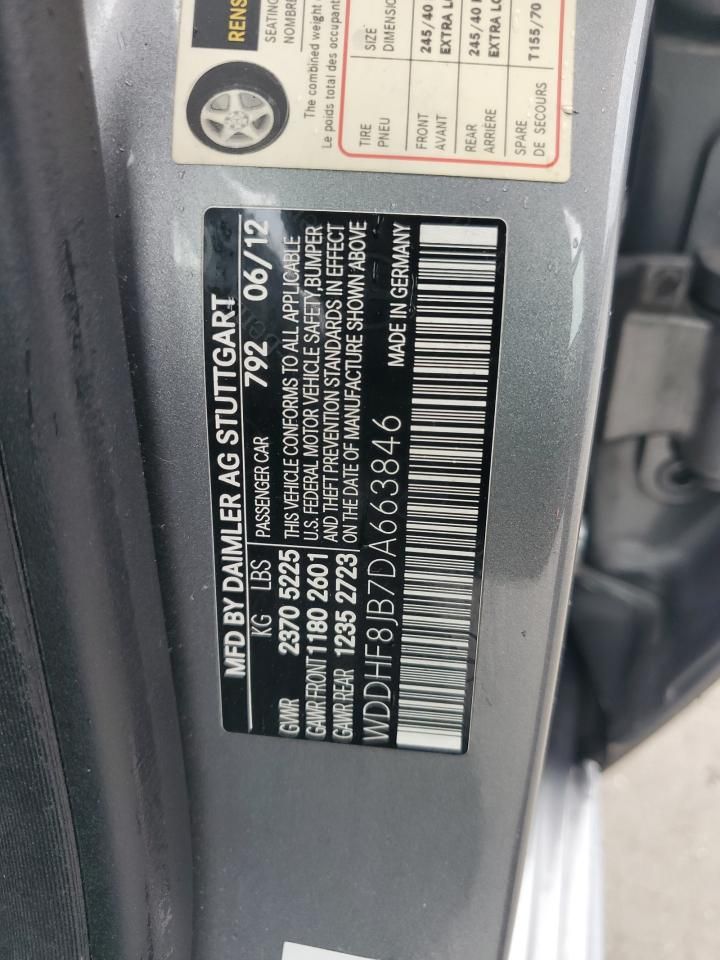 RENS
SEATING
NOMBRE
The combined weight
Le poids total des occupant
TIRE SIZE
PNEU DIMENSION
FRONT 245/40
AVANT EXTRA LO
REAR 245/40
ARRIÈRE EXTRA LO
SPARE T155/70
DE SECOURS
MFD BY DAIMLER AG STUTTGART
KG LBS PASSENGER CAR 792 06/12
GVWR 2370 5225 THIS VEHICLE CONFORMS TO ALL APPLICABLE
GAWR FRONT 1180 2601 U.S. FEDERAL MOTOR VEHICLE SAFETY, BUMPER
GAWR REAR 1235 2723 AND THEFT PREVENTION STANDARDS IN EFFECT
ON THE DATE OF MANUFACTURE SHOWN ABOVE
WDDHF8JB7DA663846 MADE IN GERMANY